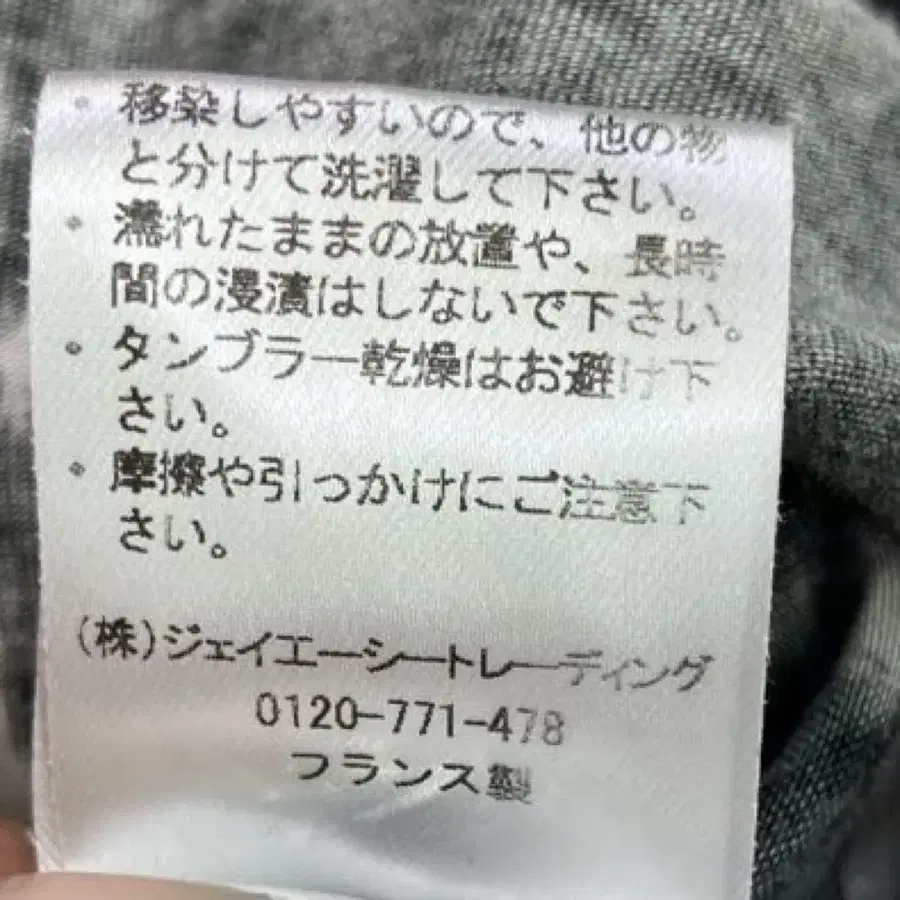 ・移染しやすいので、他の物
と分けて洗濯して下さい。
・濡れたままの放置や、長時
間の浸漬はしないで下さい。
・タンブラー乾燥はお避け下
さい。
・摩擦や引っかけにご注意下
さい。
(株)ジェイエーシートレーディング
0120-771-478
フランス製